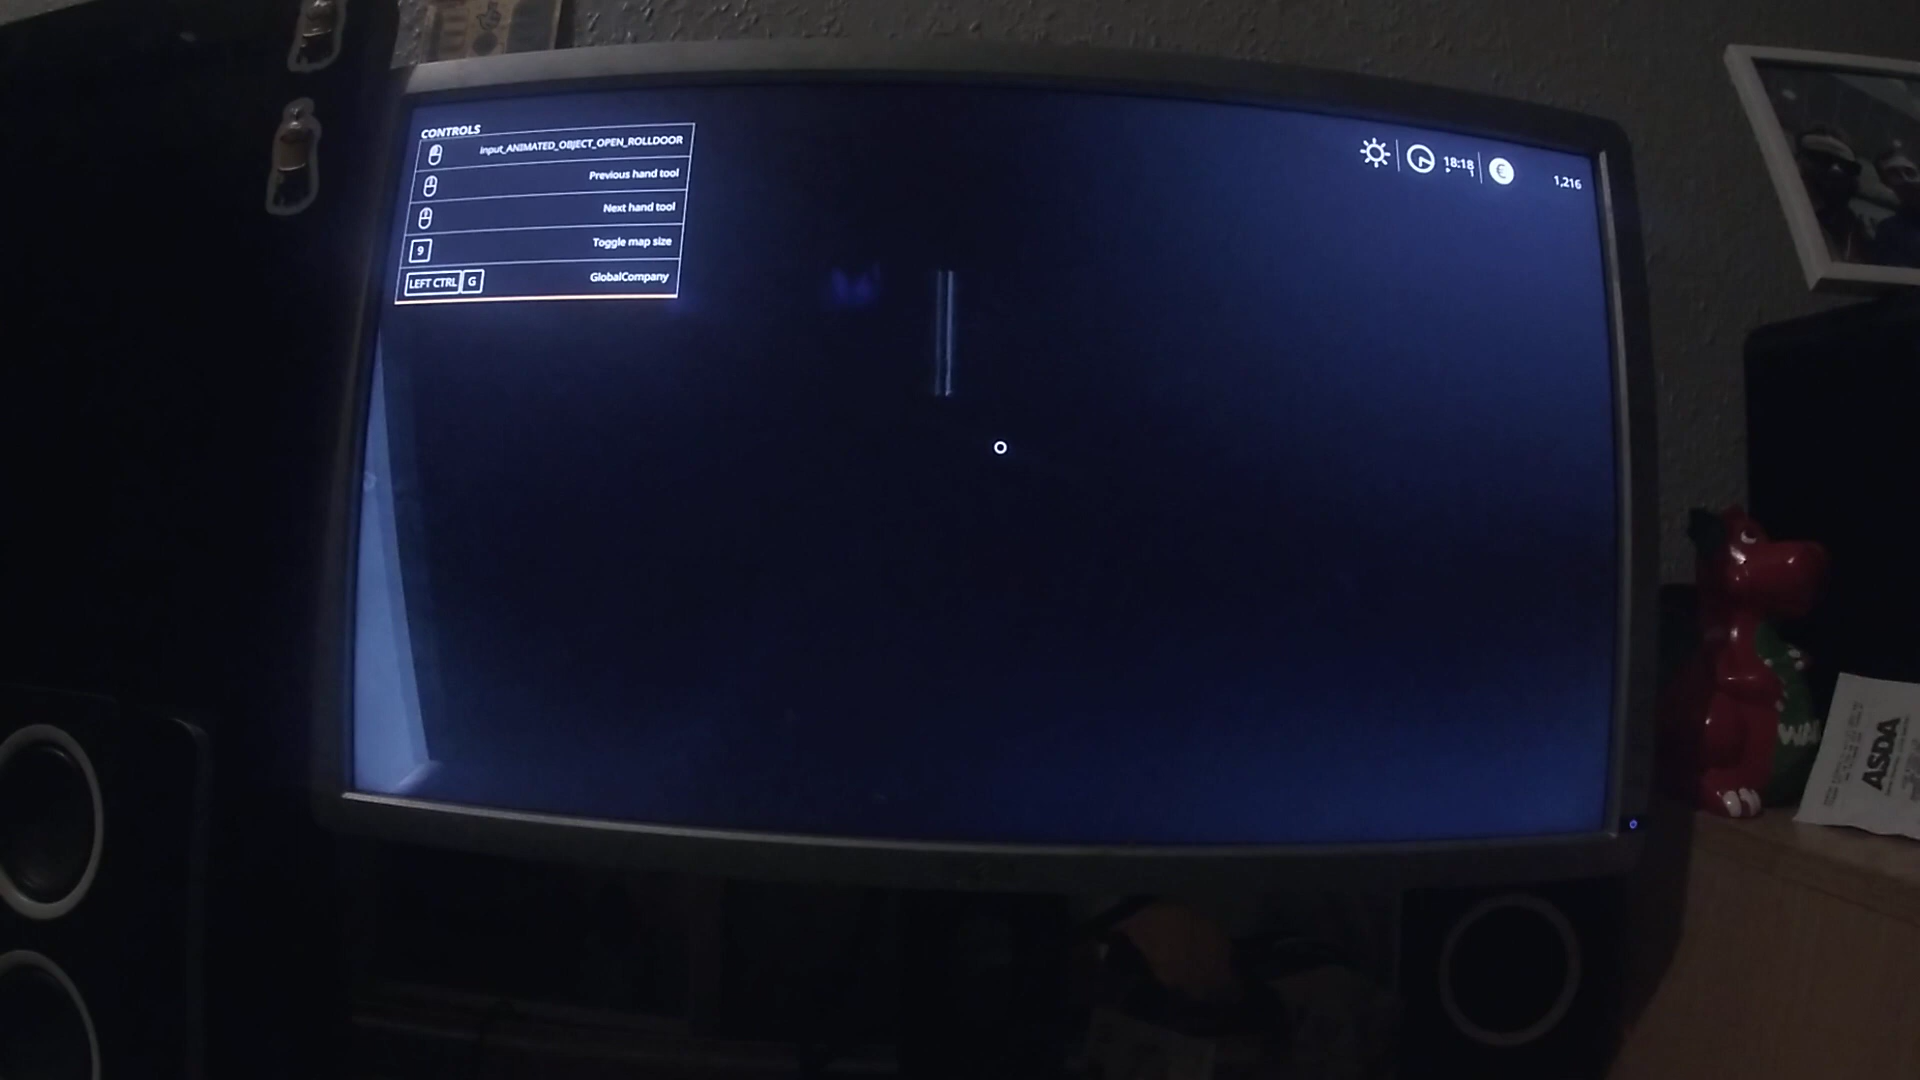 CONTROLS
Input_ANIMATED_OBJECT_OPEN_ROLLDOOR
Previous hand tool
Next hand tool
9 Toggle map size
LEFT CTRL G GlobalCompany
18:18
€ 1,216
ASDA